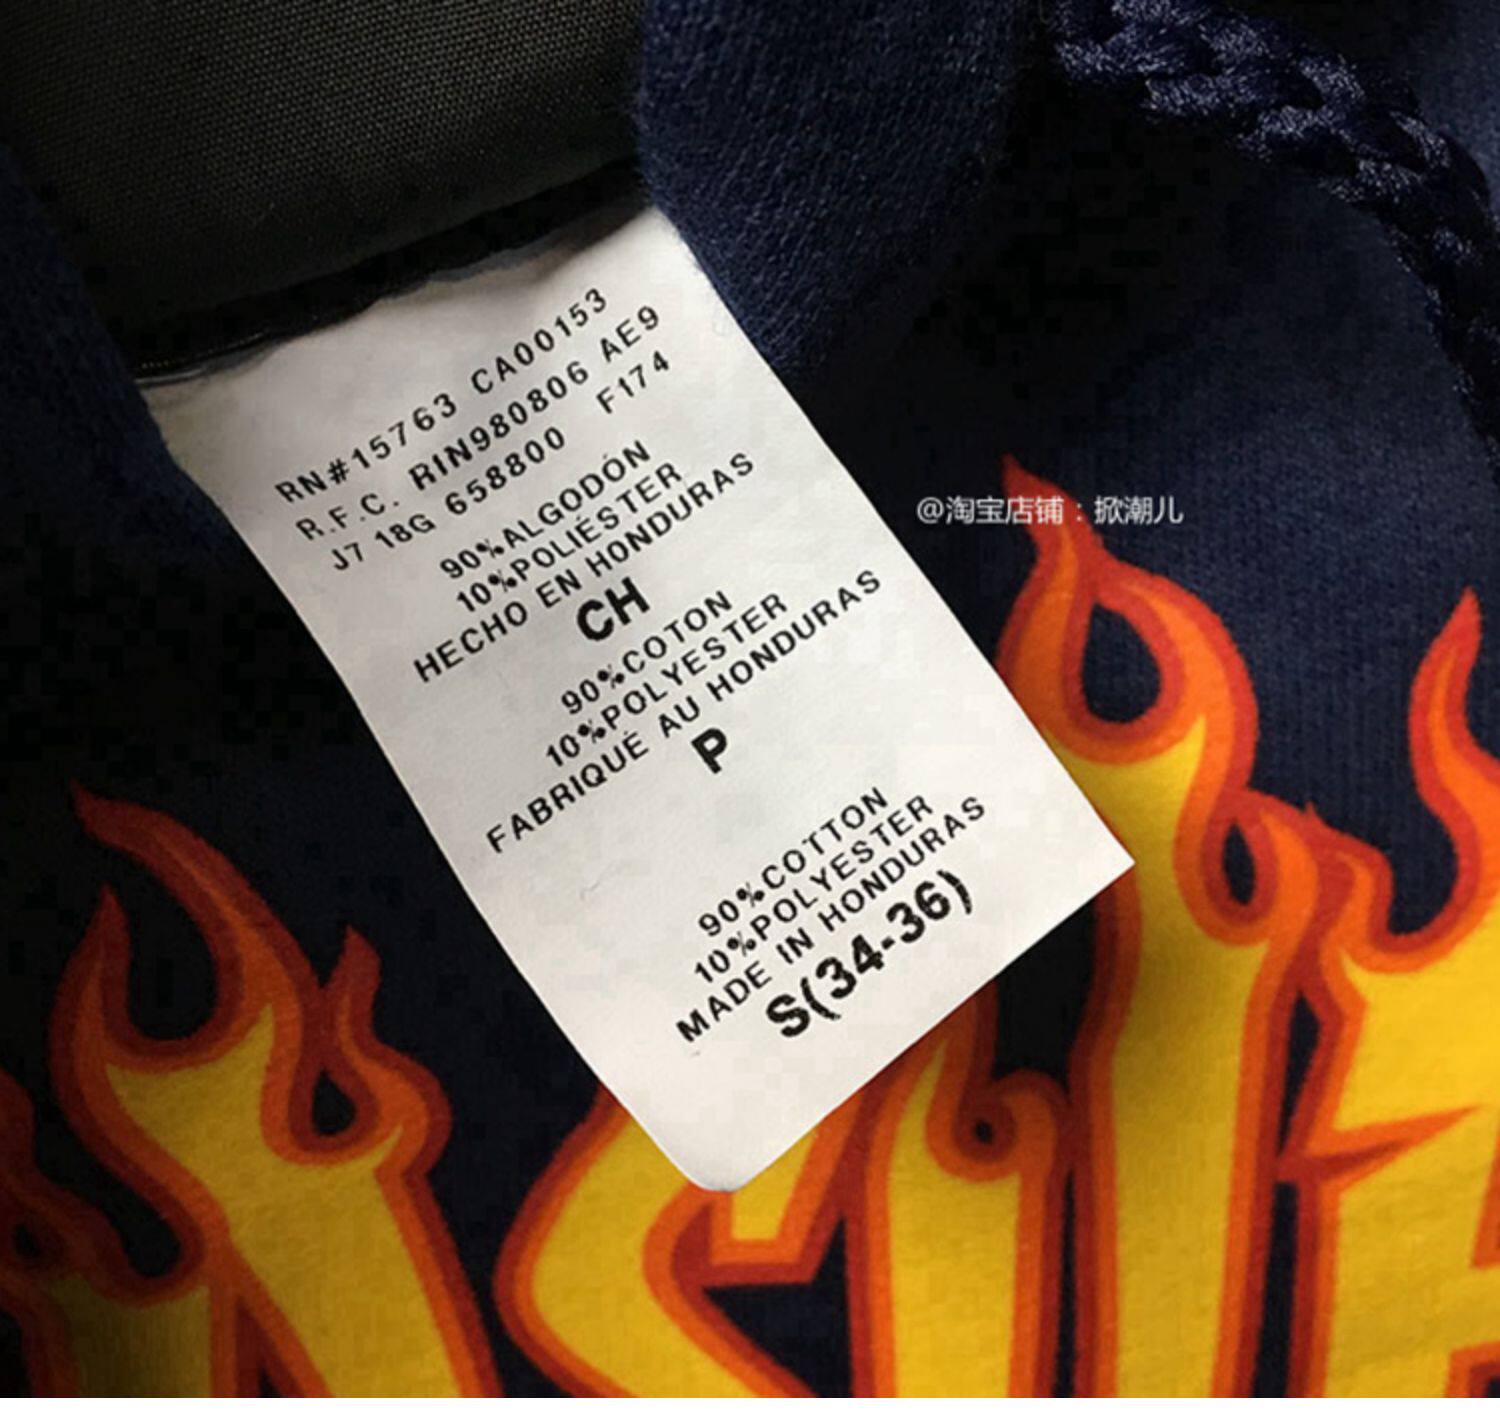 RN#15763 CA00153
R.F.C. RIN980806 AE9
J7 18G 658800 F174
90%ALGODÓN
10%POLIÉSTER
HECHO EN HONDURAS
CH
90%COTON
10%POLYESTER
FABRIQUÉ AU HONDURAS
P
90%COTTON
10%POLYESTER
MADE IN HONDURAS
S(34-36)
@淘宝店铺：掀潮儿